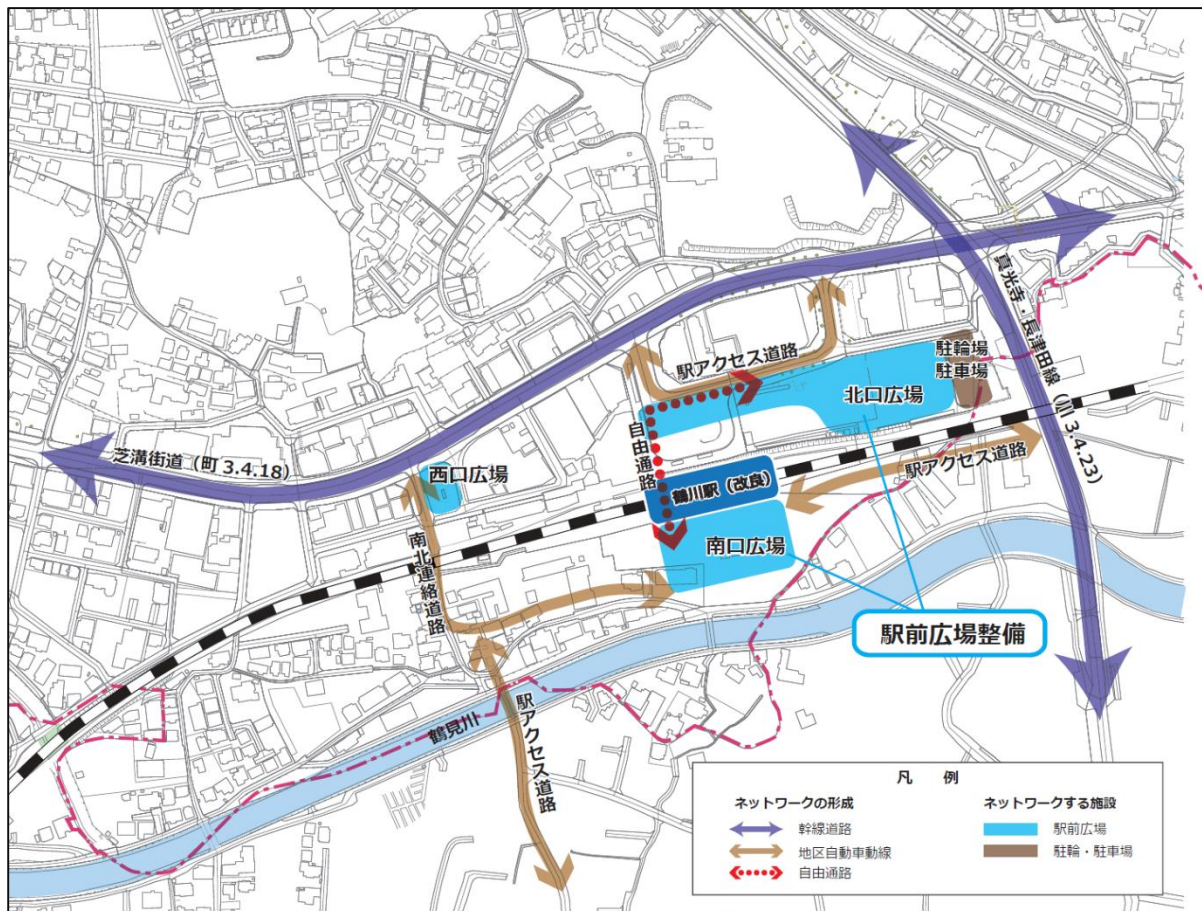 真光寺・長津田線（川 3.4.23）
駅アクセス道路
駐輪場
駐車場
北口広場
自由通路
芝溝街道（町 3.4.18）
西口広場
駅アクセス道路
鶴川駅（改良）
南北連絡道路
南口広場
駅前広場整備
鶴見川
駅アクセス道路
凡　例
ネットワークの形成
幹線道路
地区自動車動線
自由通路
ネットワークする施設
駅前広場
駐輪・駐車場